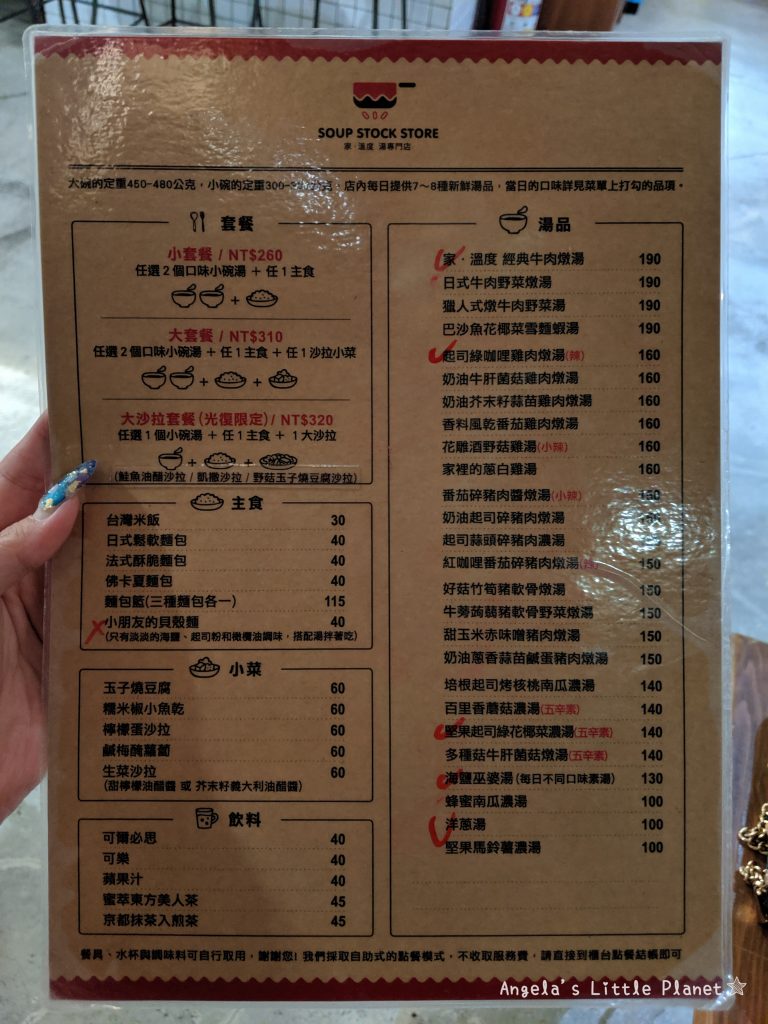 SOUP STOCK STORE
家‧溫度 湯專門店
大碗的定重450-480公克，小碗的定重300-公克，店內每日提供7～8種新鮮湯品，當日的口味詳見菜單上打勾的品項。
套餐
小套餐 / NT$260
任選2個口味小碗湯 + 任1主食
大套餐 / NT$310
任選2個口味小碗湯 + 任1主食 + 任1沙拉小菜
大沙拉套餐(光復限定) / NT$320
任選1個小碗湯 + 任1主食 + 1大沙拉
(鮭魚油醋沙拉 / 凱撒沙拉 / 野菇玉子燒豆腐沙拉)
主食
台灣米飯 30
日式鬆軟麵包 40
法式酥脆麵包 40
佛卡夏麵包 40
麵包籃(三種麵包各一) 115
小朋友的貝殼麵 40
(只有淡淡的海鹽、起司粉和橄欖油調味，搭配湯拌著吃)
小菜
玉子燒豆腐 60
糯米椒小魚乾 60
檸檬蛋沙拉 60
鹹梅醃蘿蔔 60
生菜沙拉 60
(甜檸檬油醋醬 或 芥末籽義大利油醋醬)
飲料
可爾必思 40
可樂 40
蘋果汁 40
蜜萃東方美人茶 45
京都抹茶入煎茶 45
湯品
家‧溫度 經典牛肉燉湯 190
日式牛肉野菜燉湯 190
獵人式燉牛肉野菜湯 190
巴沙魚花椰菜雪麵蝦湯 190
起司綠咖哩雞肉燉湯(辣) 160
奶油牛肝菌菇雞肉燉湯 160
奶油芥末籽蒜苗雞肉燉湯 160
香料風乾番茄雞肉燉湯 160
花雕酒野菇雞湯(小辣) 160
家裡的蔥白雞湯 160
番茄碎豬肉醬燉湯(小辣) 150
奶油起司碎豬肉燉湯 150
起司蒜頭碎豬肉濃湯
紅咖哩番茄碎豬肉燉湯(辣) 150
好菇竹筍豬軟骨燉湯 150
牛蒡蒟蒻豬軟骨野菜燉湯 150
甜玉米赤味噌豬肉燉湯 150
奶油蔥香蒜苗鹹蛋豬肉燉湯 150
培根起司烤核桃南瓜濃湯 140
百里香蘑菇濃湯(五辛素) 140
堅果起司綠花椰菜濃湯(五辛素) 140
多種菇牛肝菌菇燉湯(五辛素) 140
海鹽巫婆湯(每日不同口味素湯) 130
蜂蜜南瓜濃湯 100
洋蔥湯 100
堅果馬鈴薯濃湯 100
餐具、水杯與調味料可自行取用，謝謝您! 我們採取自助式的點餐模式，不收取服務費，請直接到櫃台點餐結帳即可
Angela's Little Planet☆